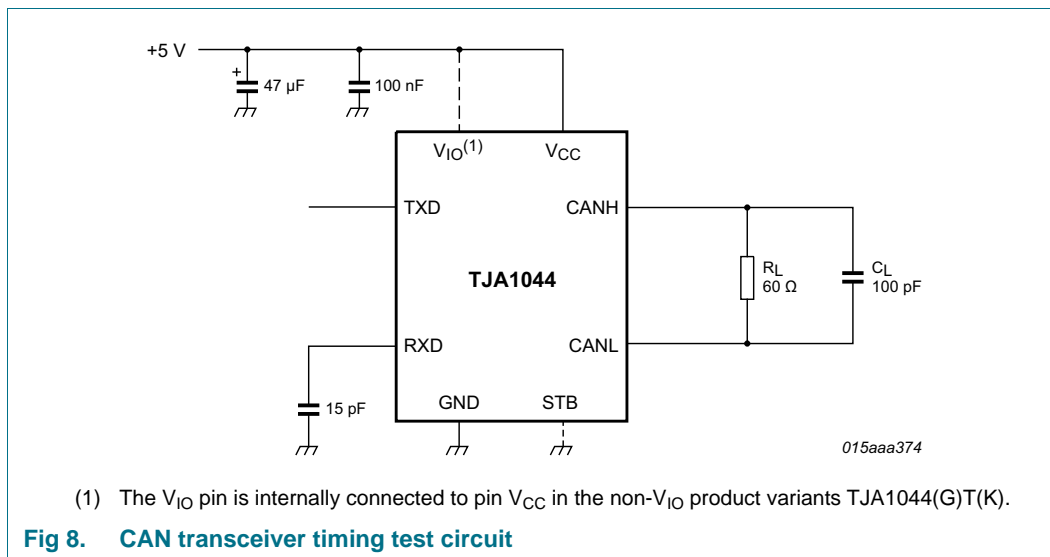 +5 V
+
47 µF
100 nF
VIO(1)
VCC
TXD
CANH
TJA1044
RL
60 Ω
CL
100 pF
RXD
CANL
15 pF
GND
STB
015aaa374
(1) The VIO pin is internally connected to pin VCC in the non-VIO product variants TJA1044(G)T(K).
Fig 8. CAN transceiver timing test circuit